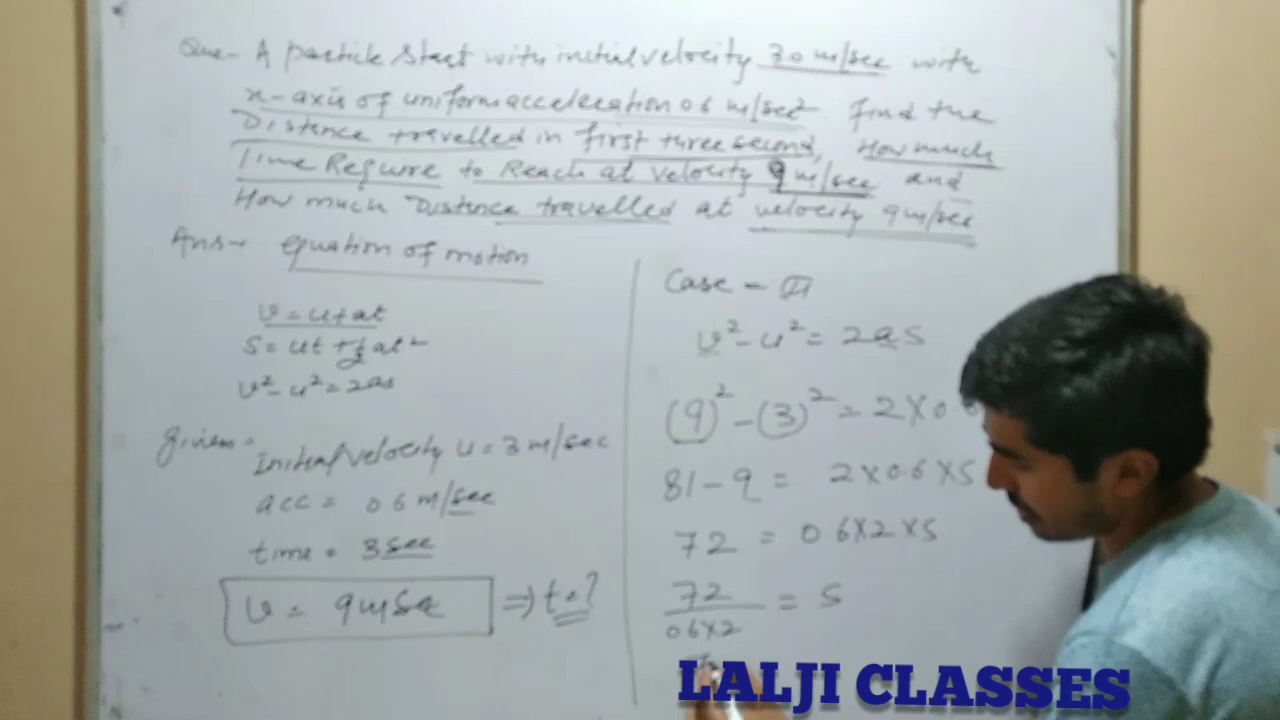 Que- A particle start with initial velocity 3.0 m/sec with
x-axis of uniform acceleration 0.6 m/sec² find the
Distance travelled in first three second, How much
Time Require to Reach at velocity 9 m/sec and
How much Distance travelled at velocity 9m/sec
Ans- equation of motion
v = u+at
s = ut + 1/2 at²
v² - u² = 2as
given-
initial velocity u = 3 m/sec
acc = 0.6 m/sec
time = 3 sec
v = 9m/sec ⇒ t = ?
Case - III
v² - u² = 2as
(9)² - (3)² = 2×0
81 - 9 = 2×0.6×S
72 = 0.6×2×S
72/0.6×2 = S
LALJI CLASSES